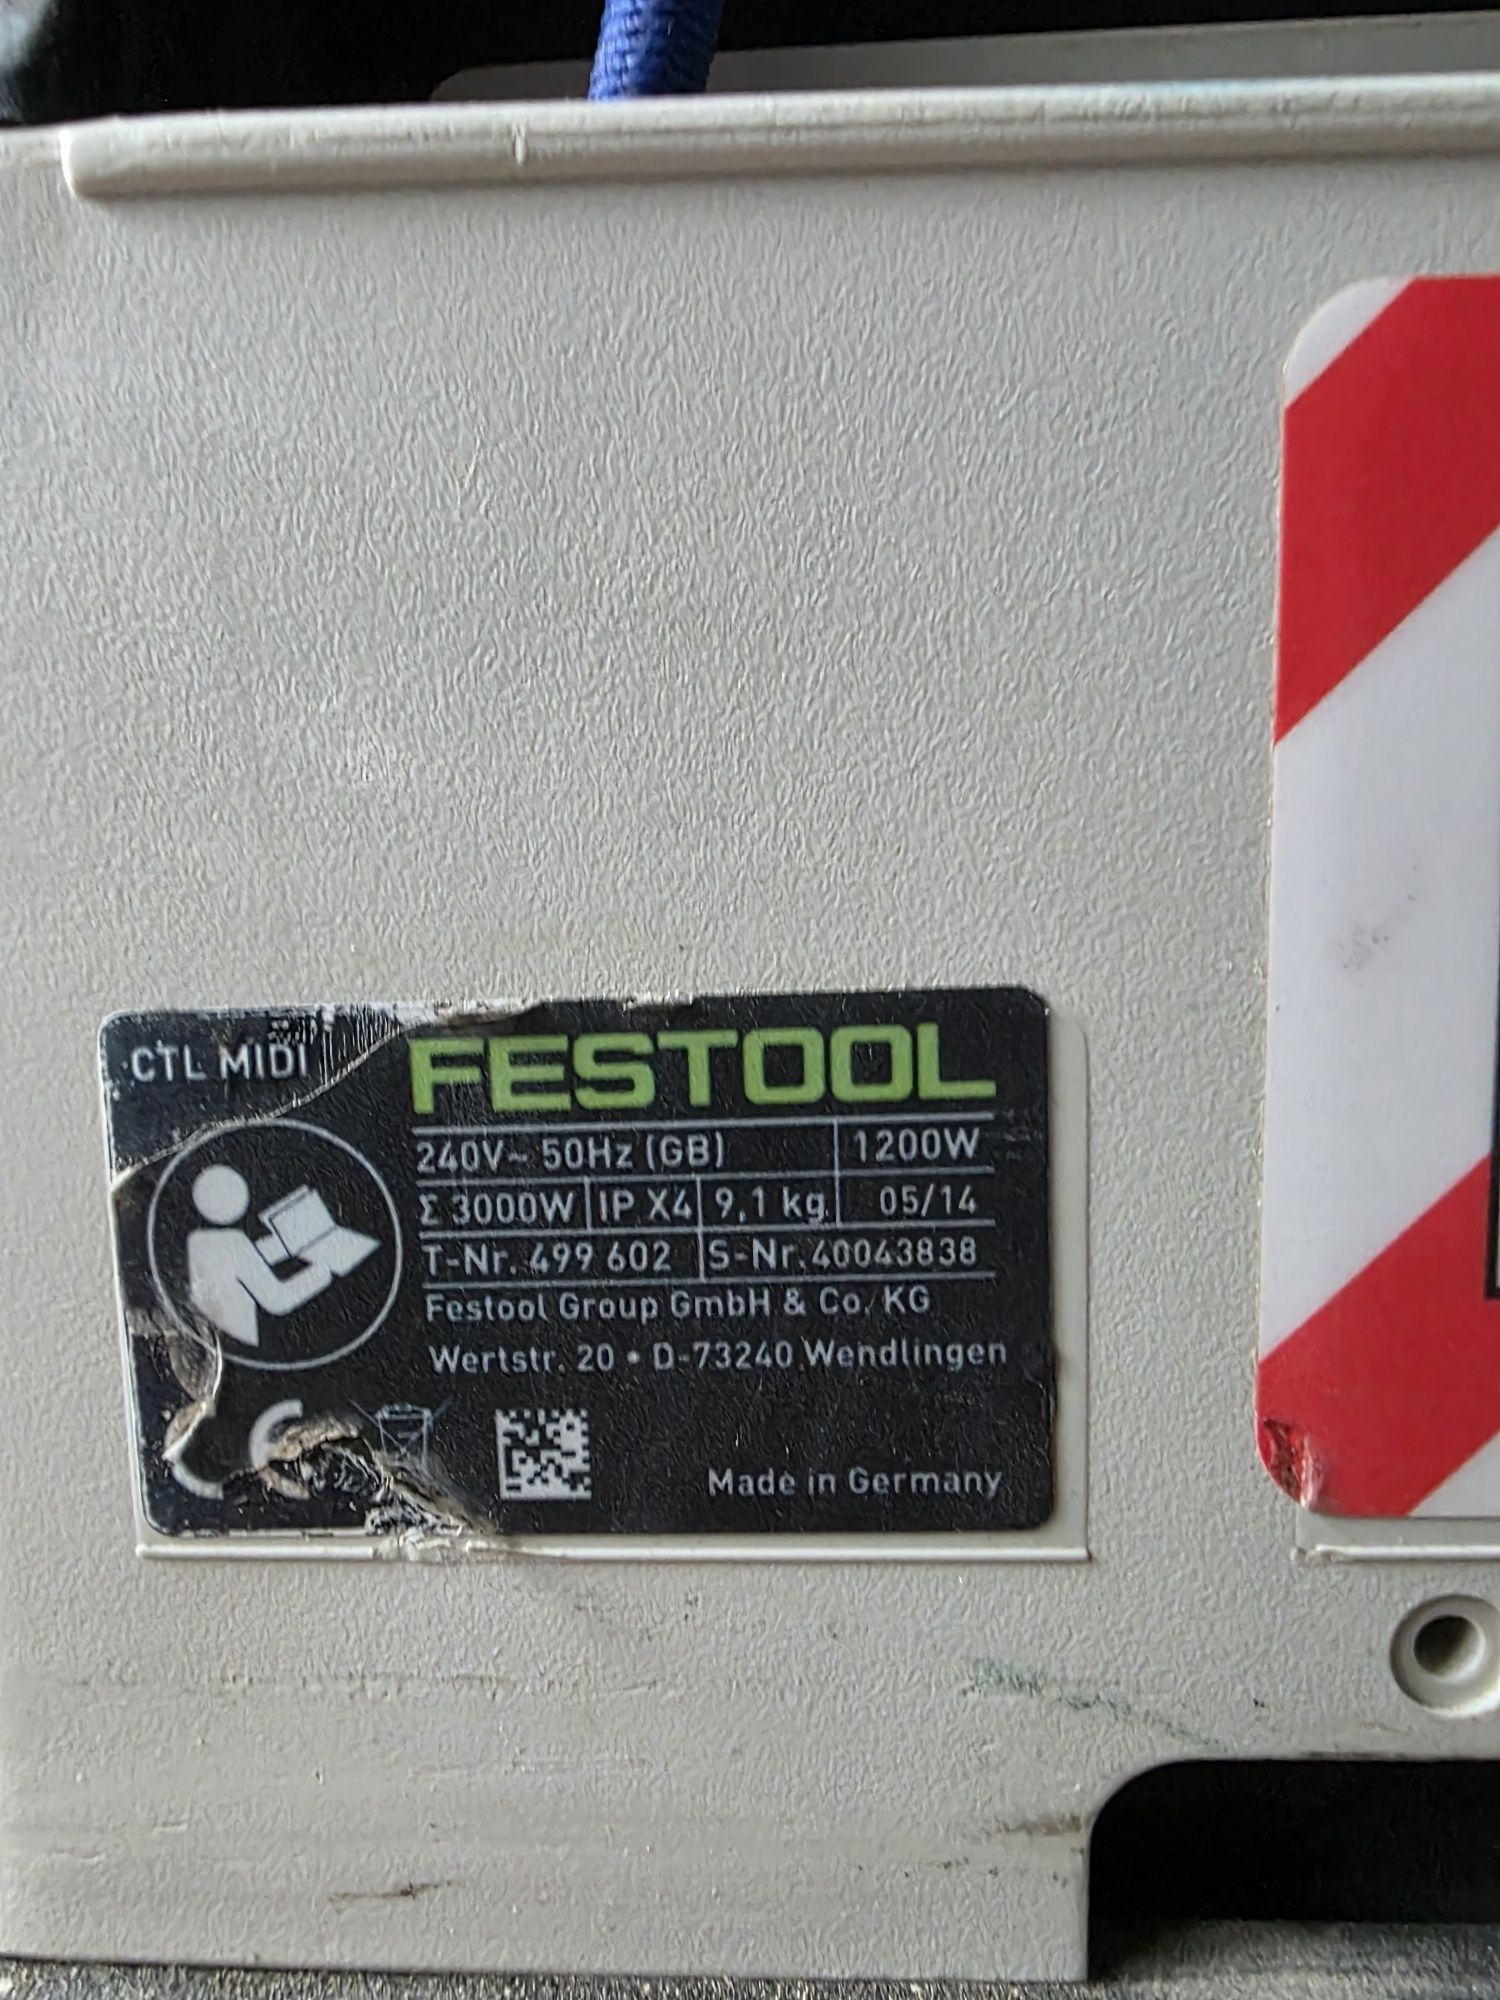 CTL MIDI
FESTOOL
240V~ 50Hz (GB) 1200W
Σ 3000W IP X4 9,1 kg 05/14
T-Nr. 499 602 S-Nr. 40043838
Festool Group GmbH & Co. KG
Wertstr. 20 • D-73240 Wendlingen
CE
Made in Germany